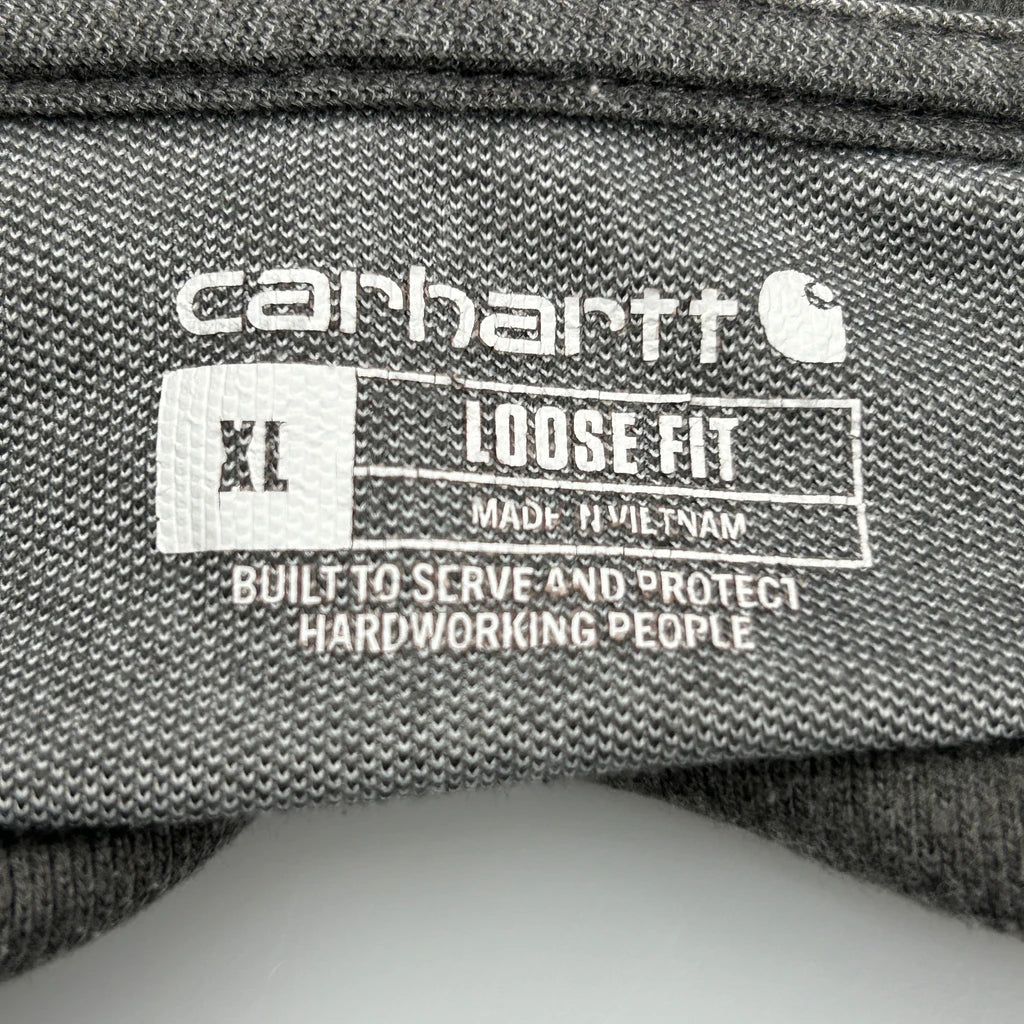 carhartt
XL
LOOSE FIT
MADE IN VIETNAM
BUILT TO SERVE AND PROTECT
HARDWORKING PEOPLE